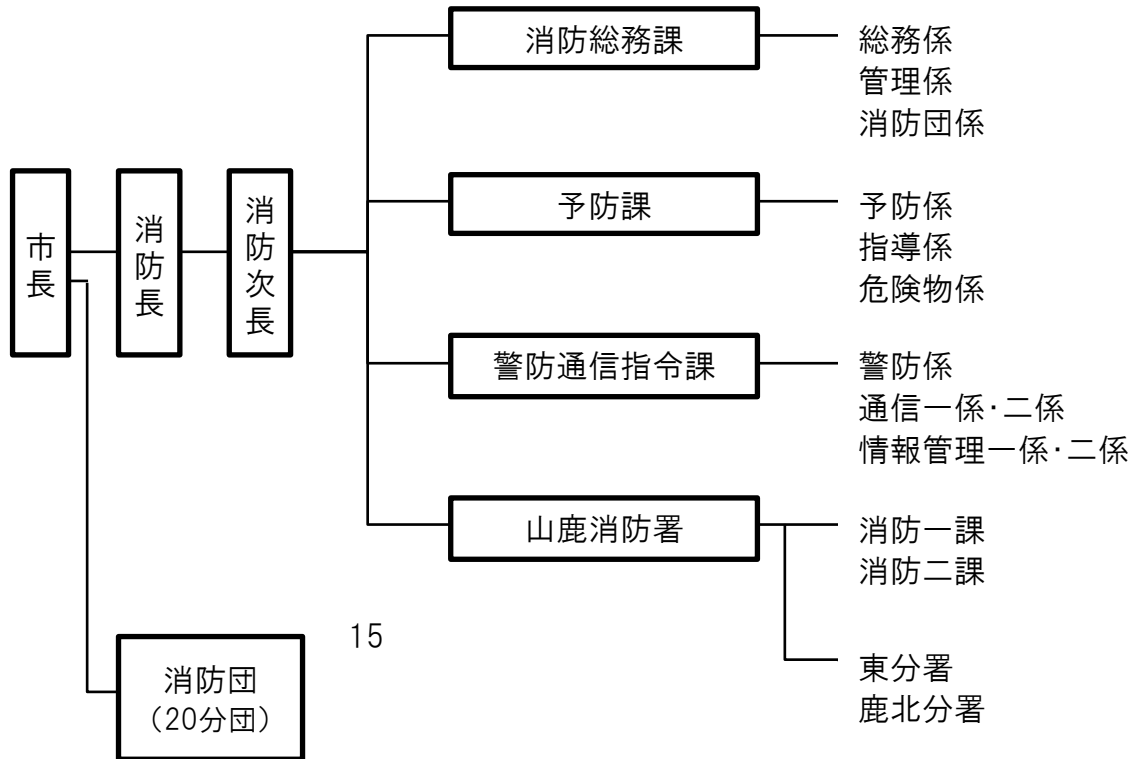 市長
消防長
消防次長
消防総務課
総務係
管理係
消防団係
予防課
予防係
指導係
危険物係
警防通信指令課
警防係
通信一係・二係
情報管理一係・二係
山鹿消防署
消防一課
消防二課
東分署
鹿北分署
15
消防団
（20分団）